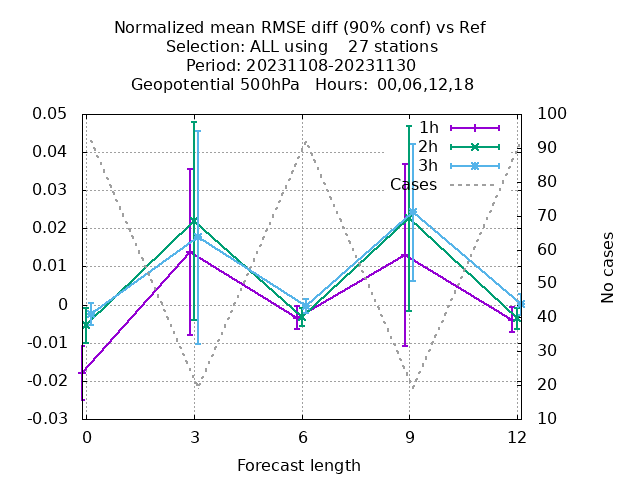 Normalized mean RMSE diff (90% conf) vs Ref
Selection: ALL using    27 stations
Period: 20231108-20231130
Geopotential 500hPa   Hours:  00,06,12,18
0.05
0.04
0.03
0.02
0.01
0
-0.01
-0.02
-0.03
1h
2h
3h
Cases
100
90
80
70
60
50
40
30
20
10
No cases
0 3 6 9 12
Forecast length